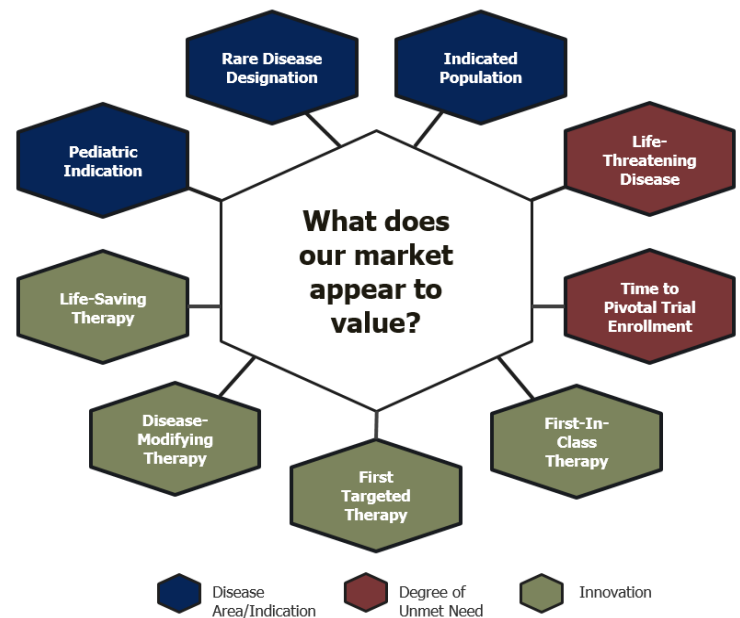 Rare Disease
Designation
Indicated
Population
Pediatric
Indication
Life-
Threatening
Disease
What does
our market
appear to
value?
Life-Saving
Therapy
Time to
Pivotal Trial
Enrollment
Disease-
Modifying
Therapy
First-In-
Class
Therapy
First
Targeted
Therapy
Disease
Area/Indication
Degree of
Unmet Need
Innovation